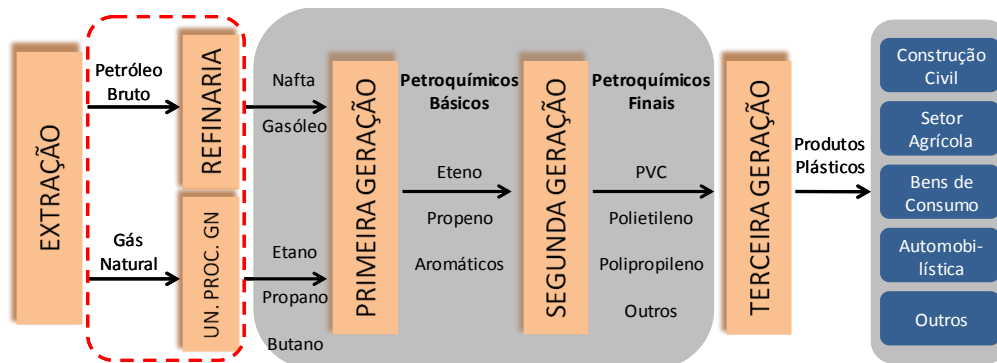 EXTRAÇÃO
Petróleo
Bruto
Gás
Natural
REFINARIA
UN. PROC. GN
Nafta
Gasóleo
Etano
Propano
Butano
PRIMEIRA GERAÇÃO
Petroquímicos
Básicos
Eteno
Propeno
Aromáticos
SEGUNDA GERAÇÃO
Petroquímicos
Finais
PVC
Polietileno
Polipropileno
Outros
TERCEIRA GERAÇÃO
Produtos
Plásticos
Construção
Civil
Setor
Agrícola
Bens de
Consumo
Automobi-
lística
Outros